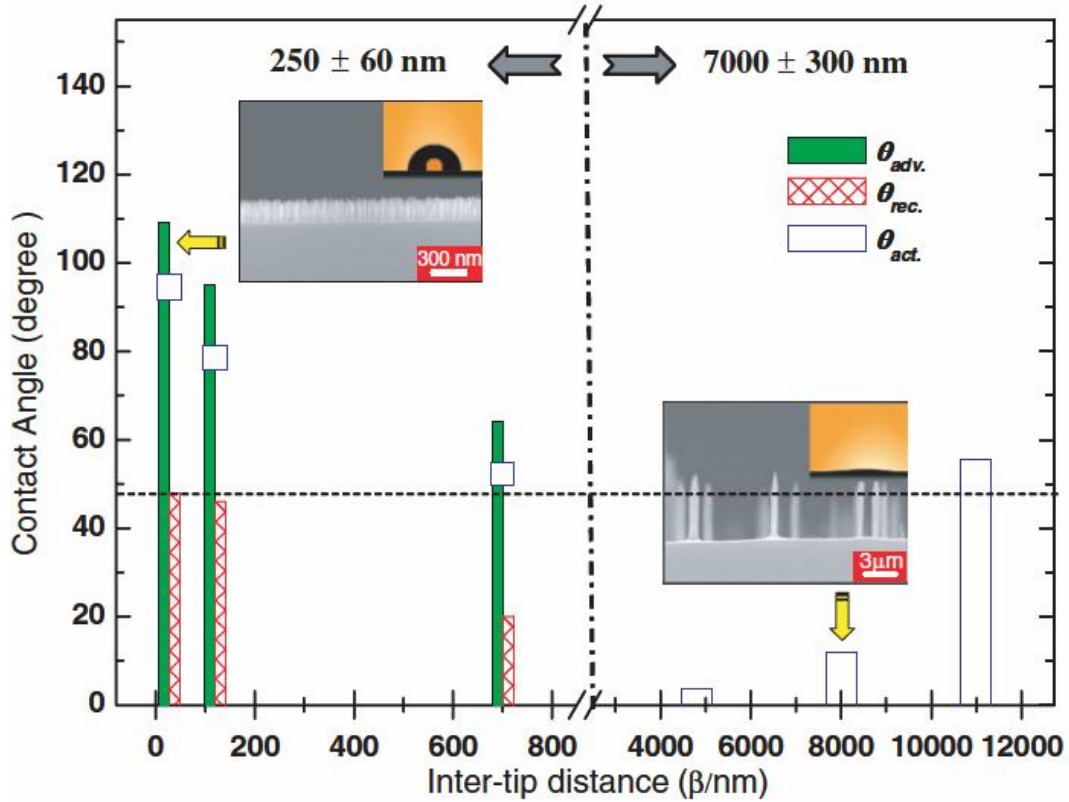 250 ± 60 nm
7000 ± 300 nm
θadv.
θrec.
θact.
300 nm
3μm
Contact Angle (degree )
140
120
100
80
60
40
20
0
0 200 400 600 800 4000 6000 8000 10000 12000
Inter-tip distance (β/nm)